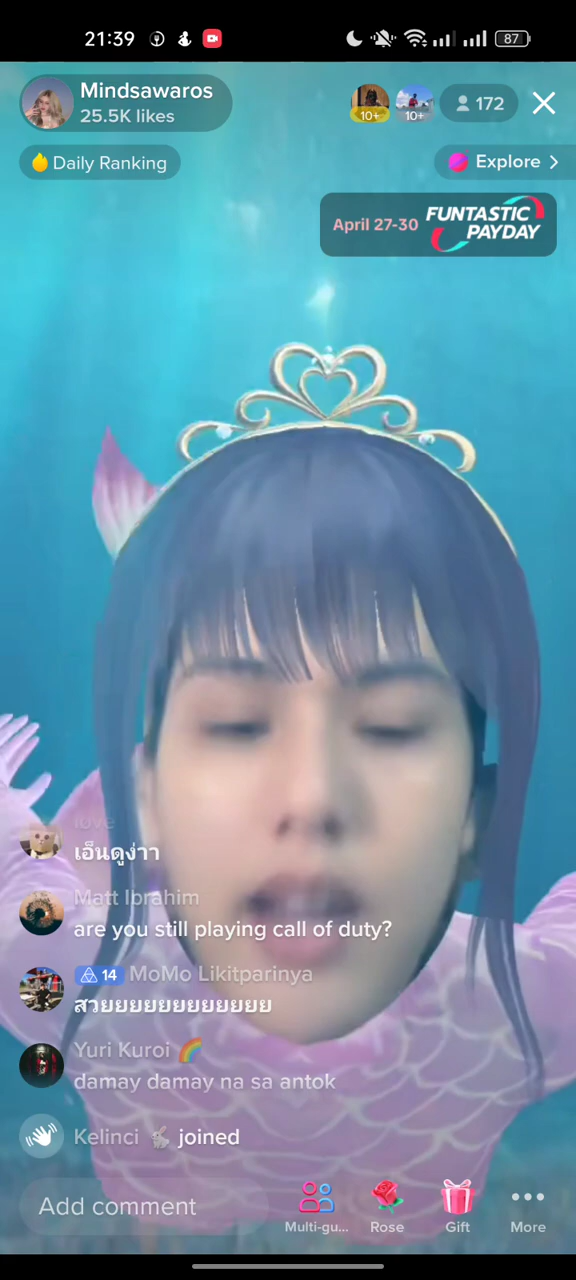 21:39
87
Mindsawaros
25.5K likes
10+
10+
172
Daily Ranking
Explore
April 27-30
FUNTASTIC
PAYDAY
love
เอ็นดูง่าา
Matt Ibrahim
are you still playing call of duty?
14 MoMo Likitparinya
สวยยยยยยยยยยยยย
Yuri Kuroi
damay damay na sa antok
Kelinci joined
Add comment
Multi-gu...
Rose
Gift
More